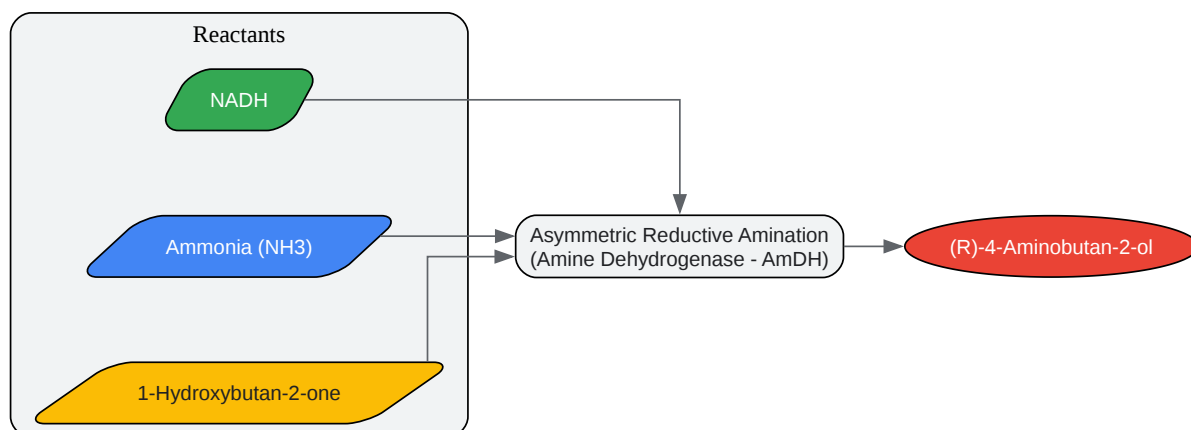 Reactants
NADH
Ammonia (NH3)
1-Hydroxybutan-2-one
Asymmetric Reductive Amination
(Amine Dehydrogenase - AmDH)
(R)-4-Aminobutan-2-ol